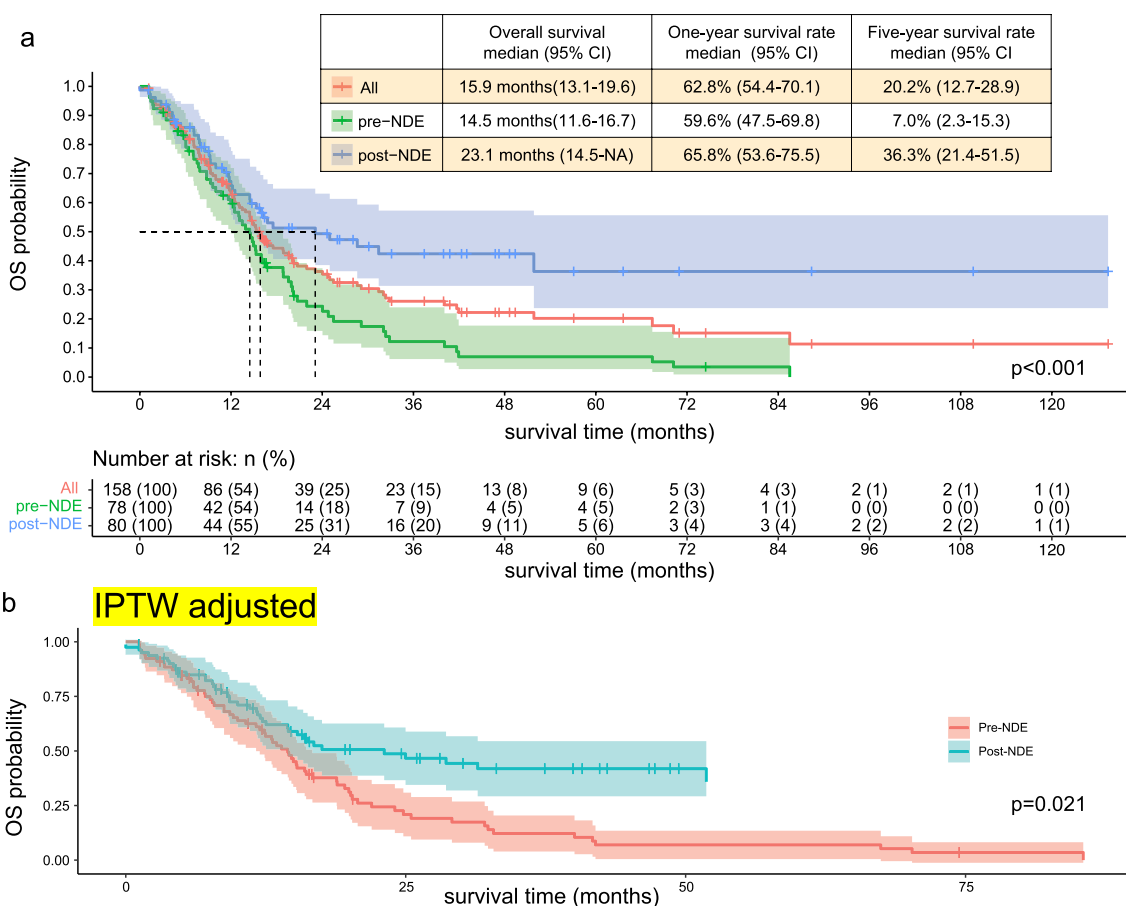 a
Overall survival median (95% CI) One-year survival rate median (95% CI) Five-year survival rate median (95% CI
All 15.9 months(13.1-19.6) 62.8% (54.4-70.1) 20.2% (12.7-28.9)
pre−NDE 14.5 months(11.6-16.7) 59.6% (47.5-69.8) 7.0% (2.3-15.3)
post−NDE 23.1 months (14.5-NA) 65.8% (53.6-75.5) 36.3% (21.4-51.5)
OS probability
1.0
0.9
0.8
0.7
0.6
0.5
0.4
0.3
0.2
0.1
0.0
p<0.001
0 12 24 36 48 60 72 84 96 108 120
survival time (months)
Number at risk: n (%)
All 158 (100) 86 (54) 39 (25) 23 (15) 13 (8) 9 (6) 5 (3) 4 (3) 2 (1) 2 (1) 1 (1)
pre−NDE 78 (100) 42 (54) 14 (18) 7 (9) 4 (5) 4 (5) 2 (3) 1 (1) 0 (0) 0 (0) 0 (0)
post−NDE 80 (100) 44 (55) 25 (31) 16 (20) 9 (11) 5 (6) 3 (4) 3 (4) 2 (2) 2 (2) 1 (1)
0 12 24 36 48 60 72 84 96 108 120
survival time (months)
b
IPTW adjusted
OS probability
1.00
0.75
0.50
0.25
0.00
Pre-NDE
Post-NDE
p=0.021
0 25 50 75
survival time (months)